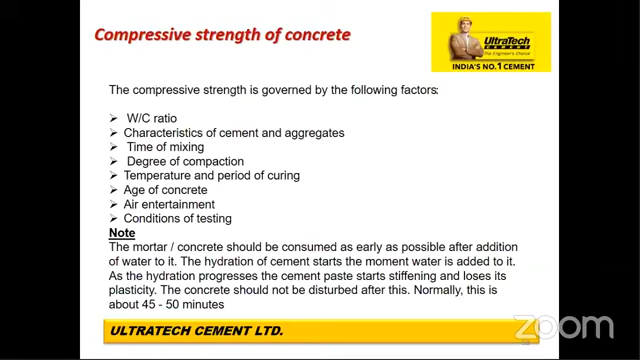 Compressive strength of concrete
UltraTech
CEMENT
The Engineer's Choice
INDIA'S NO.1 CEMENT
The compressive strength is governed by the following factors:
➢ W/C ratio
➢ Characteristics of cement and aggregates
➢ Time of mixing
➢ Degree of compaction
➢ Temperature and period of curing
➢ Age of concrete
➢ Air entertainment
➢ Conditions of testing
Note
The mortar / concrete should be consumed as early as possible after addition
of water to it. The hydration of cement starts the moment water is added to it.
As the hydration progresses the cement paste starts stiffening and loses its
plasticity. The concrete should not be disturbed after this. Normally, this is
about 45 - 50 minutes
ULTRATECH CEMENT LTD.
zoom